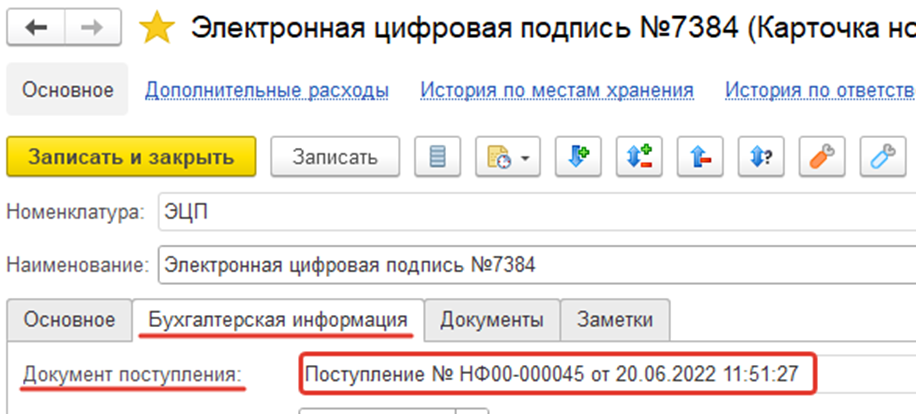 Электронная цифровая подпись №7384 (Карточка но
Основное Дополнительные расходы История по местам хранения История по ответств
Записать и закрыть Записать
Номенклатура: ЭЦП
Наименование: Электронная цифровая подпись №7384
Основное Бухгалтерская информация Документы Заметки
Документ поступления: Поступление № НФ00-000045 от 20.06.2022 11:51:27